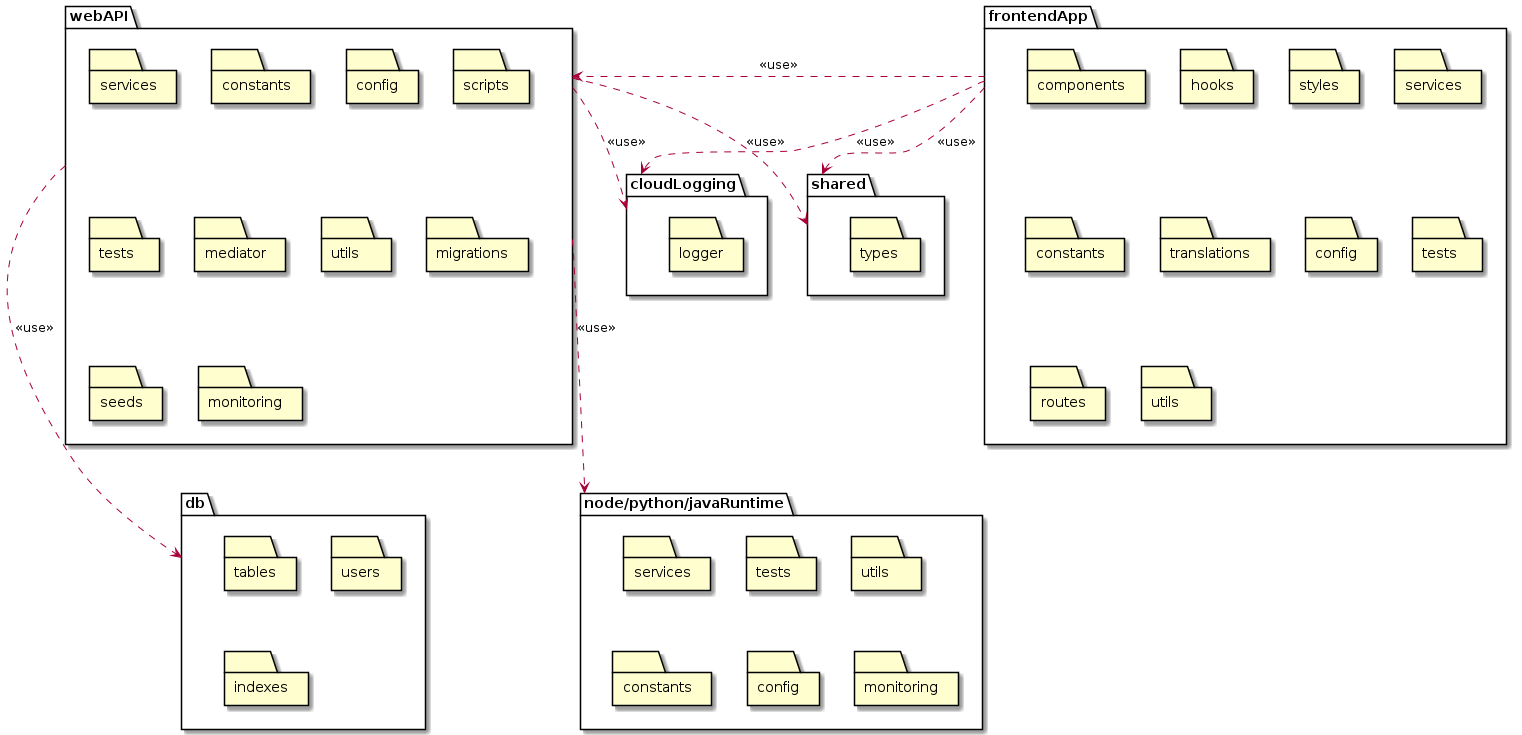 webAPI
frontendApp
services
constants
config
scripts
«use»
components
hooks
styles
services
«use»
«use»
«use»
«use»
cloudLogging
shared
tests
mediator
utils
migrations
logger
types
constants
translations
config
tests
«use»
«use»
seeds
monitoring
routes
utils
db
node/python/javaRuntime
tables
users
services
tests
utils
indexes
constants
config
monitoring